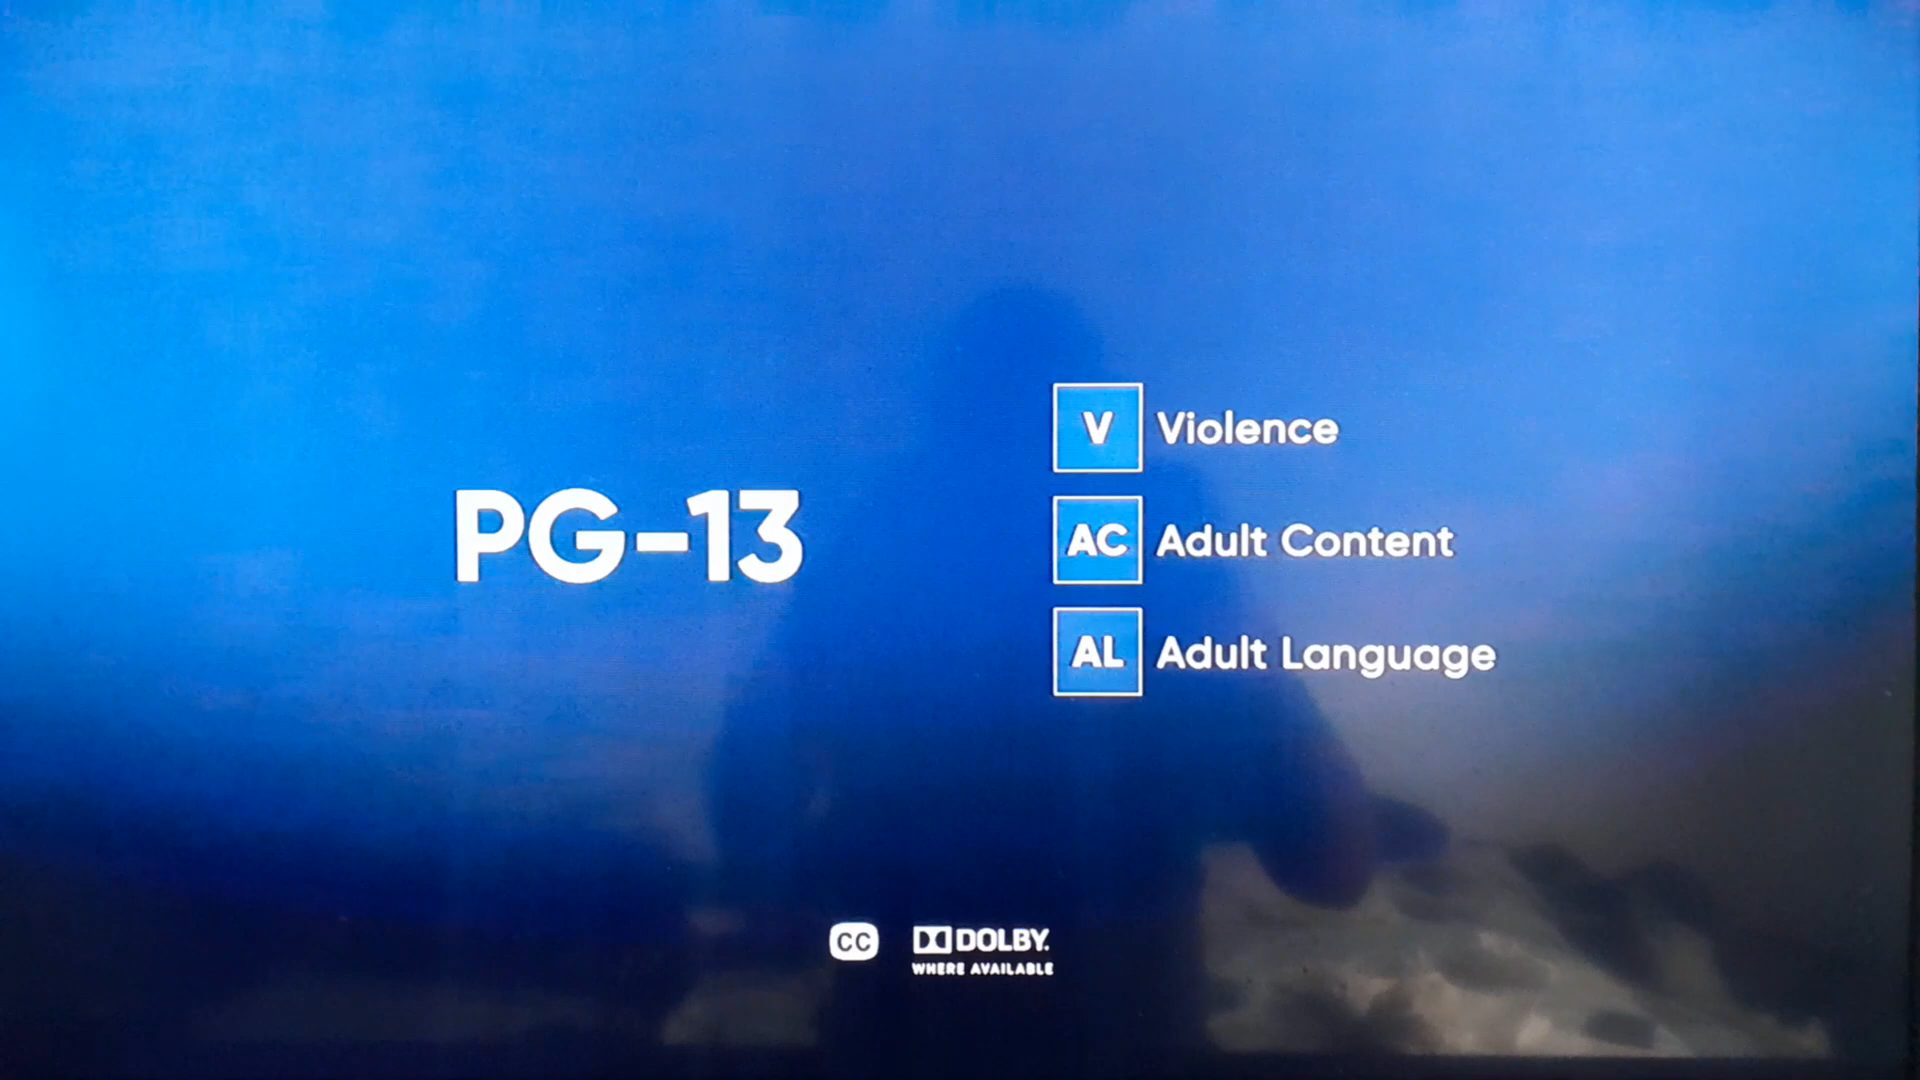 PG-13
V Violence
AC Adult Content
AL Adult Language
CC DOLBY.
WHERE AVAILABLE